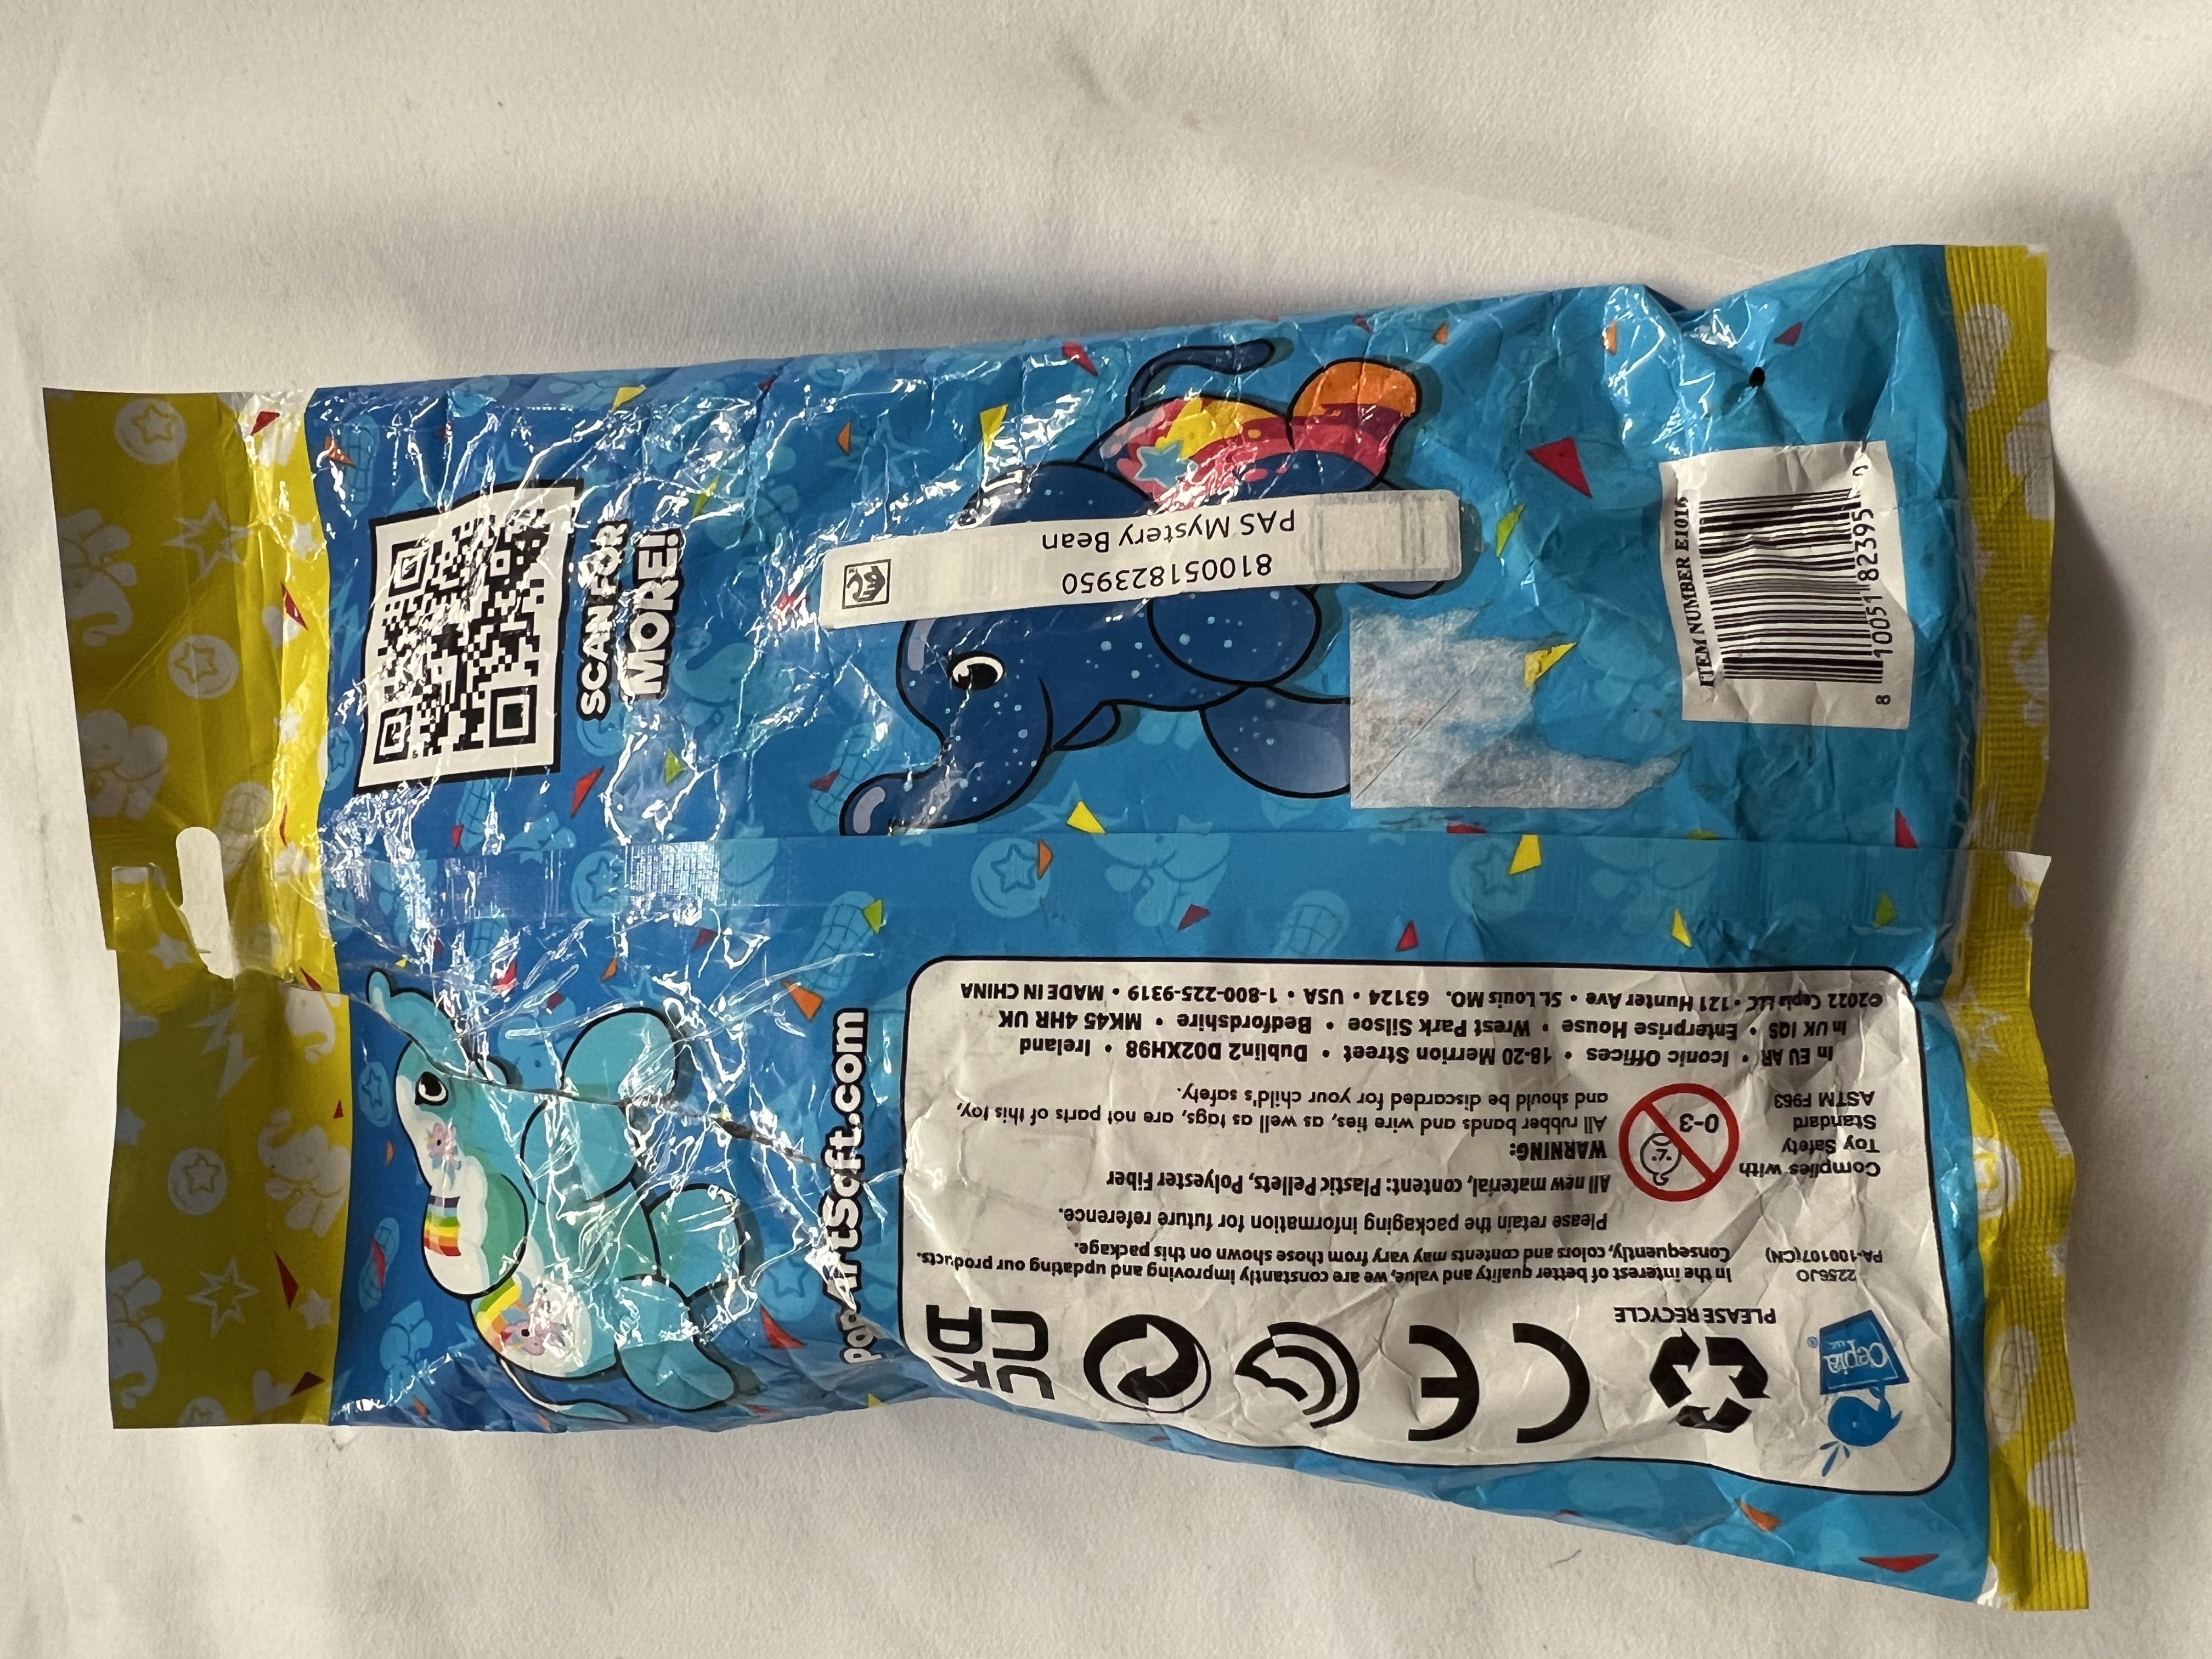 SCAN FOR
MORE!
810051823950
PAS Mystery Bean
ITEM NUMBER E1016
8 10051 82395 0
popArtSoft.com
©2022 Cepia LLC • 121 Hunter Ave • St. Louis MO. 63124 • USA • 1-800-225-9319 • MADE IN CHINA
In UK IQS • Enterprise House • Wrest Park Silsoe • Bedfordshire • MK45 4HR UK
In EU AR • Iconic Offices • 18-20 Merrion Street • Dublin2 D02XH98 • Ireland
Complies with
Toy Safety
Standard
ASTM F963
0-3
WARNING:
All rubber bands and wire ties, as well as tags, are not parts of this toy,
and should be discarded for your child's safety.
All new material, content: Plastic Pellets, Polyester Fiber
Please retain the packaging information for future reference.
In the interest of better quality and value, we are constantly improving and updating our products.
Consequently, colors and contents may vary from those shown on this package.
2256JO
PA-10010?(CN)
Cepia LLC ®
PLEASE RECYCLE
CE
UK
CA